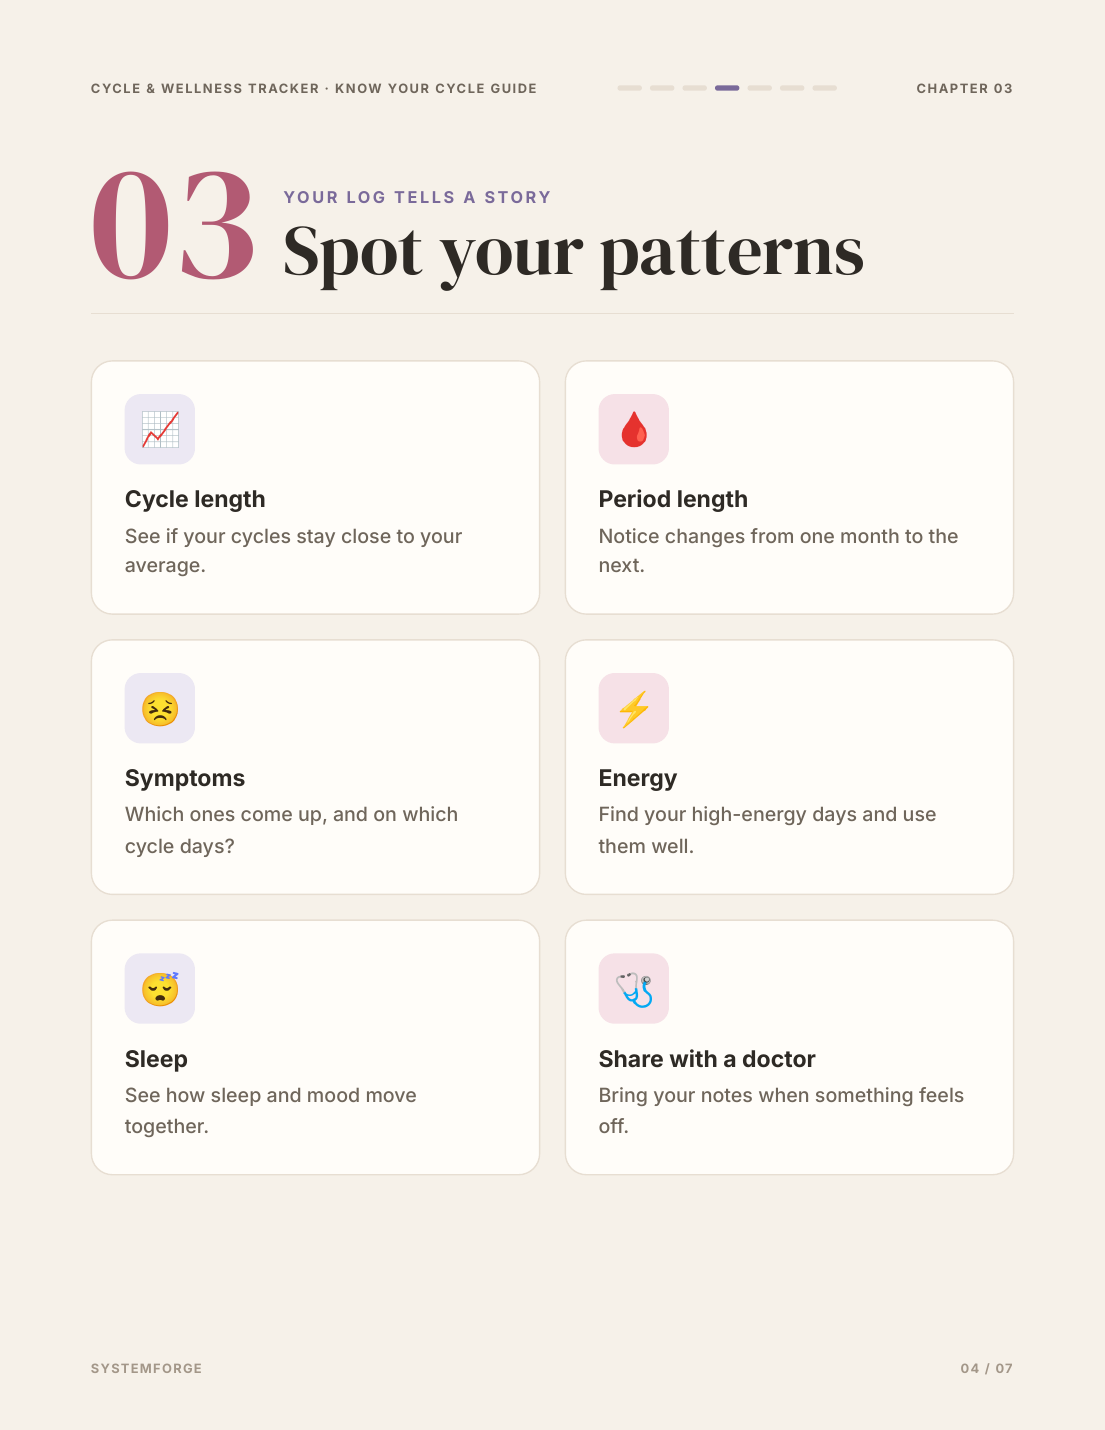 CYCLE & WELLNESS TRACKER · KNOW YOUR CYCLE GUIDE
CHAPTER 03
03
YOUR LOG TELLS A STORY
Spot your patterns
Cycle length
See if your cycles stay close to your
average.
Period length
Notice changes from one month to the
next.
Symptoms
Which ones come up, and on which
cycle days?
Energy
Find your high-energy days and use
them well.
Sleep
See how sleep and mood move
together.
Share with a doctor
Bring your notes when something feels
off.
SYSTEMFORGE
04 / 07